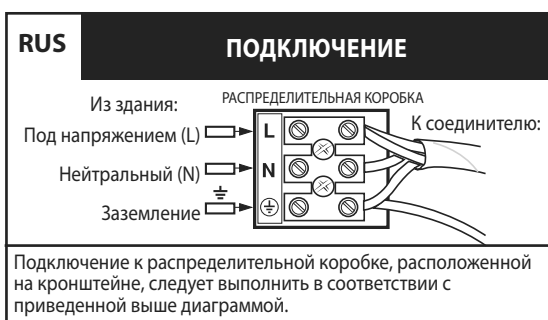 RUS
ПОДКЛЮЧЕНИЕ
Из здания:
РАСПРЕДЕЛИТЕЛЬНАЯ КОРОБКА
Под напряжением (L)
L
К соединителю:
Нейтральный (N)
N
Заземление
Подключение к распределительной коробке, расположенной
на кронштейне, следует выполнить в соответствии с
приведенной выше диаграммой.